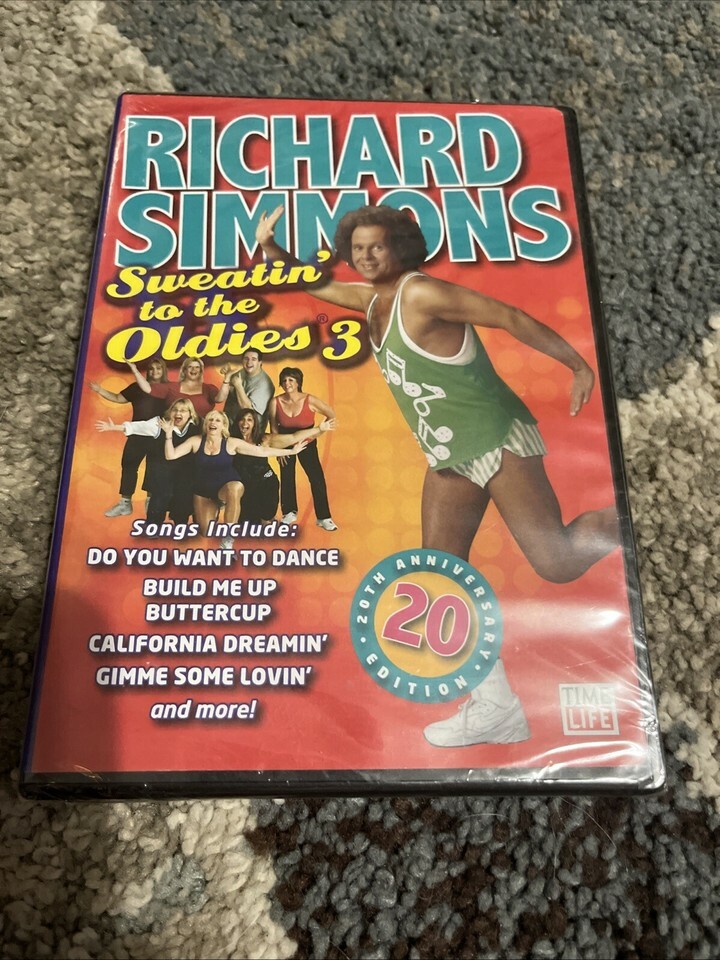 RICHARD
SIMMONS
Sweatin'
to the
Oldies® 3
Songs Include:
DO YOU WANT TO DANCE
BUILD ME UP
BUTTERCUP
CALIFORNIA DREAMIN'
GIMME SOME LOVIN'
and more!
20TH ANNIVERSARY
20
EDITION
TIME
LIFE